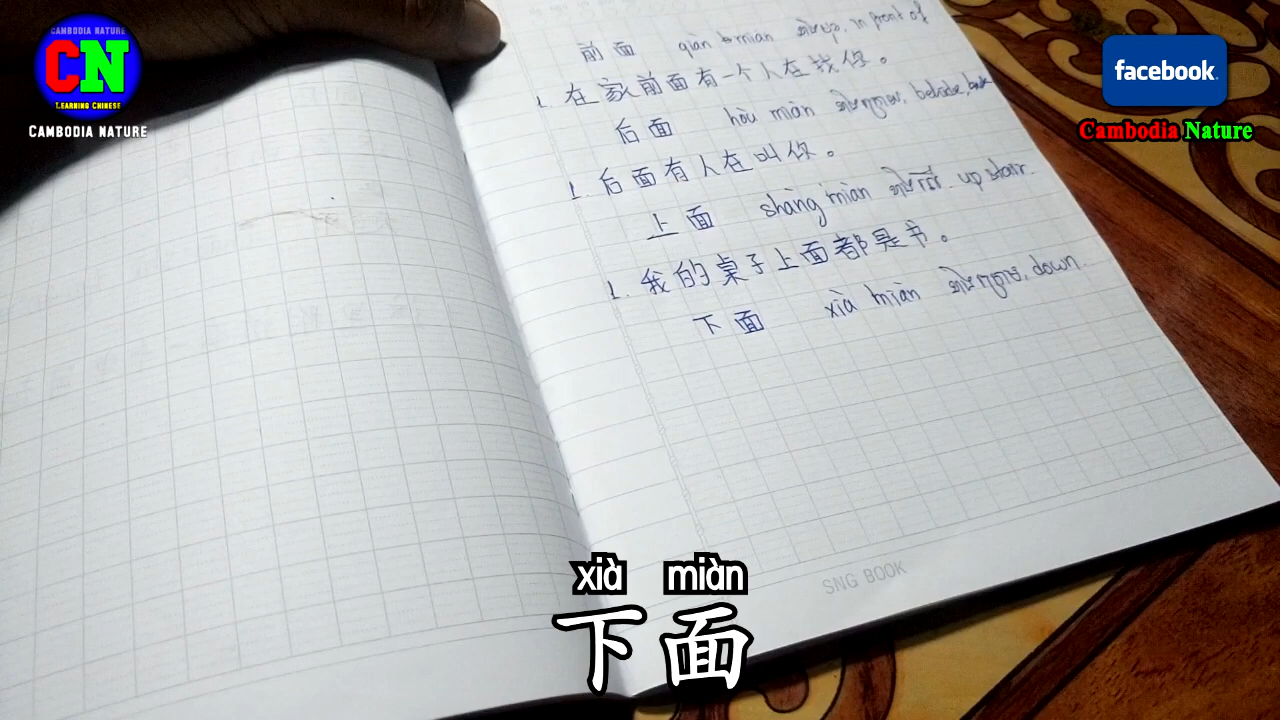 CAMBODIA NATURE
CN
LEARNING CHINESE
CAMBODIA NATURE
facebook
Cambodia Nature
前面 qián mian in front of
1. 在家前面有一个人在找你。
后面 hòu miàn back
1. 后面有人在叫你。
上面 shàng miàn up stair.
1. 我的桌子上面都是书。
下面 xià miàn down.
SNG BOOK
xià miàn
下面